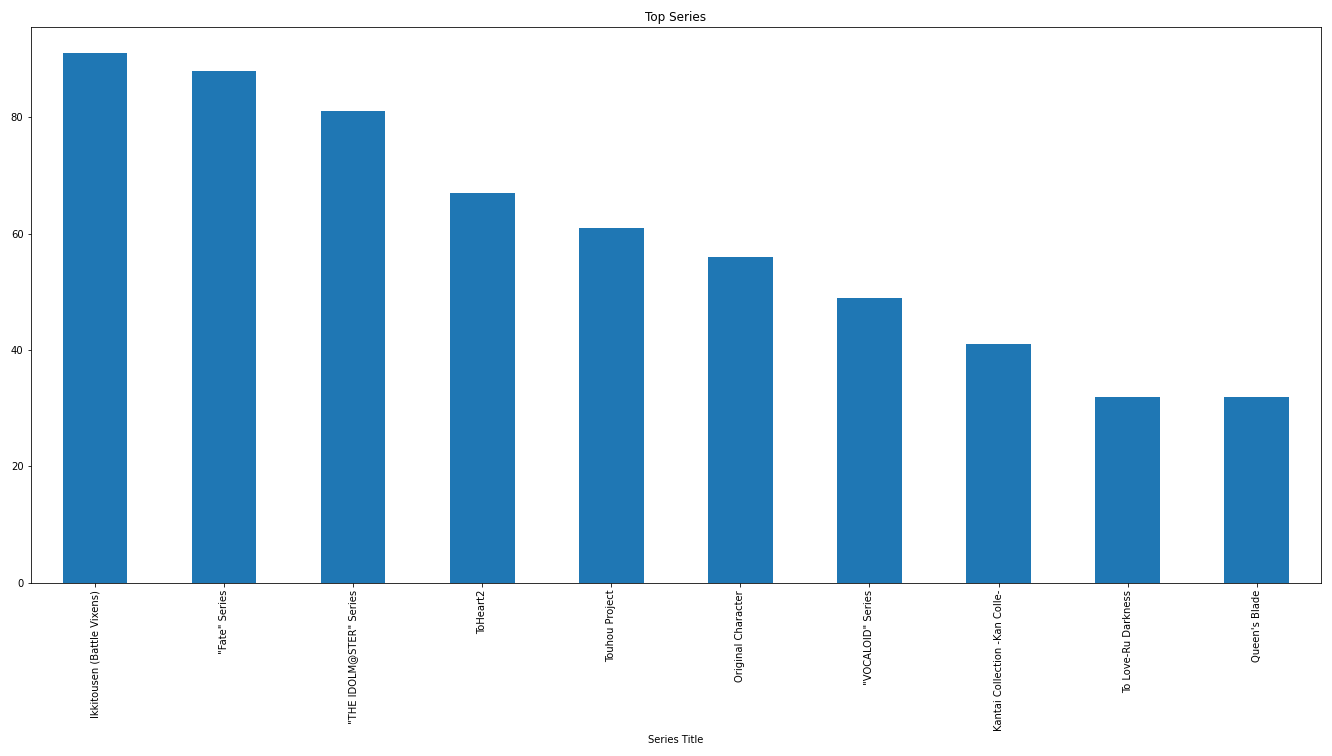 Top Series
80
60
40
20
0
Ikkitousen (Battle Vixens)
"Fate" Series
"THE IDOLM@STER" Series
ToHeart2
Touhou Project
Original Character
"VOCALOID" Series
Kantai Collection -Kan Colle-
To Love-Ru Darkness
Queen's Blade
Series Title